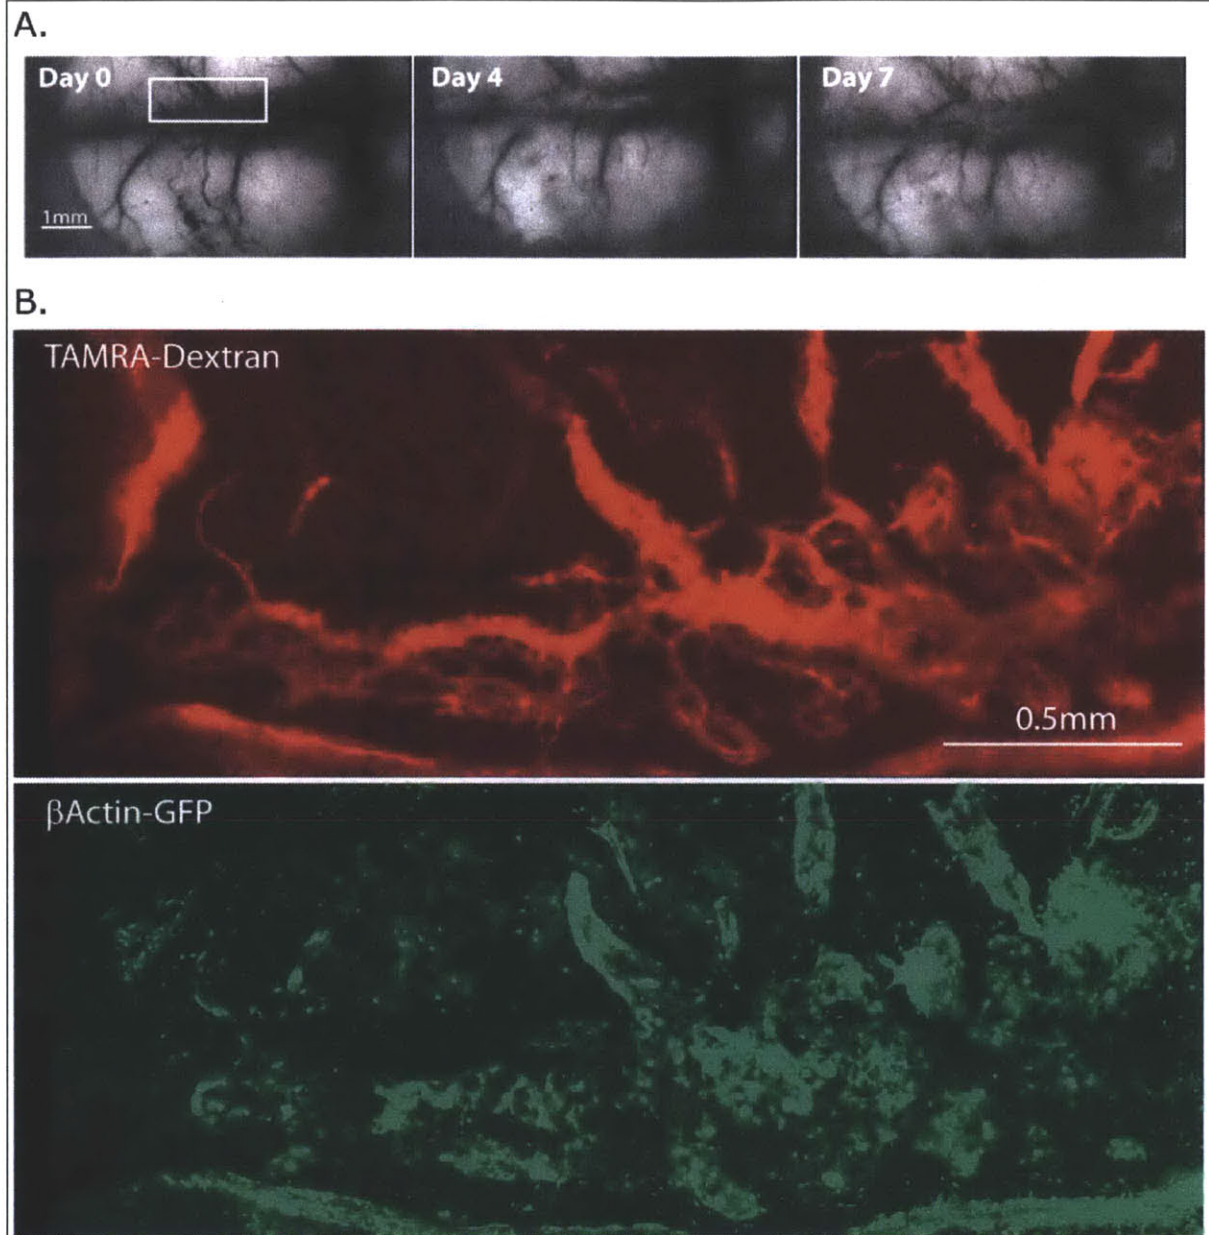 A.
Day 0
Day 4
Day 7
1mm
B.
TAMRA-Dextran
0.5mm
βActin-GFP